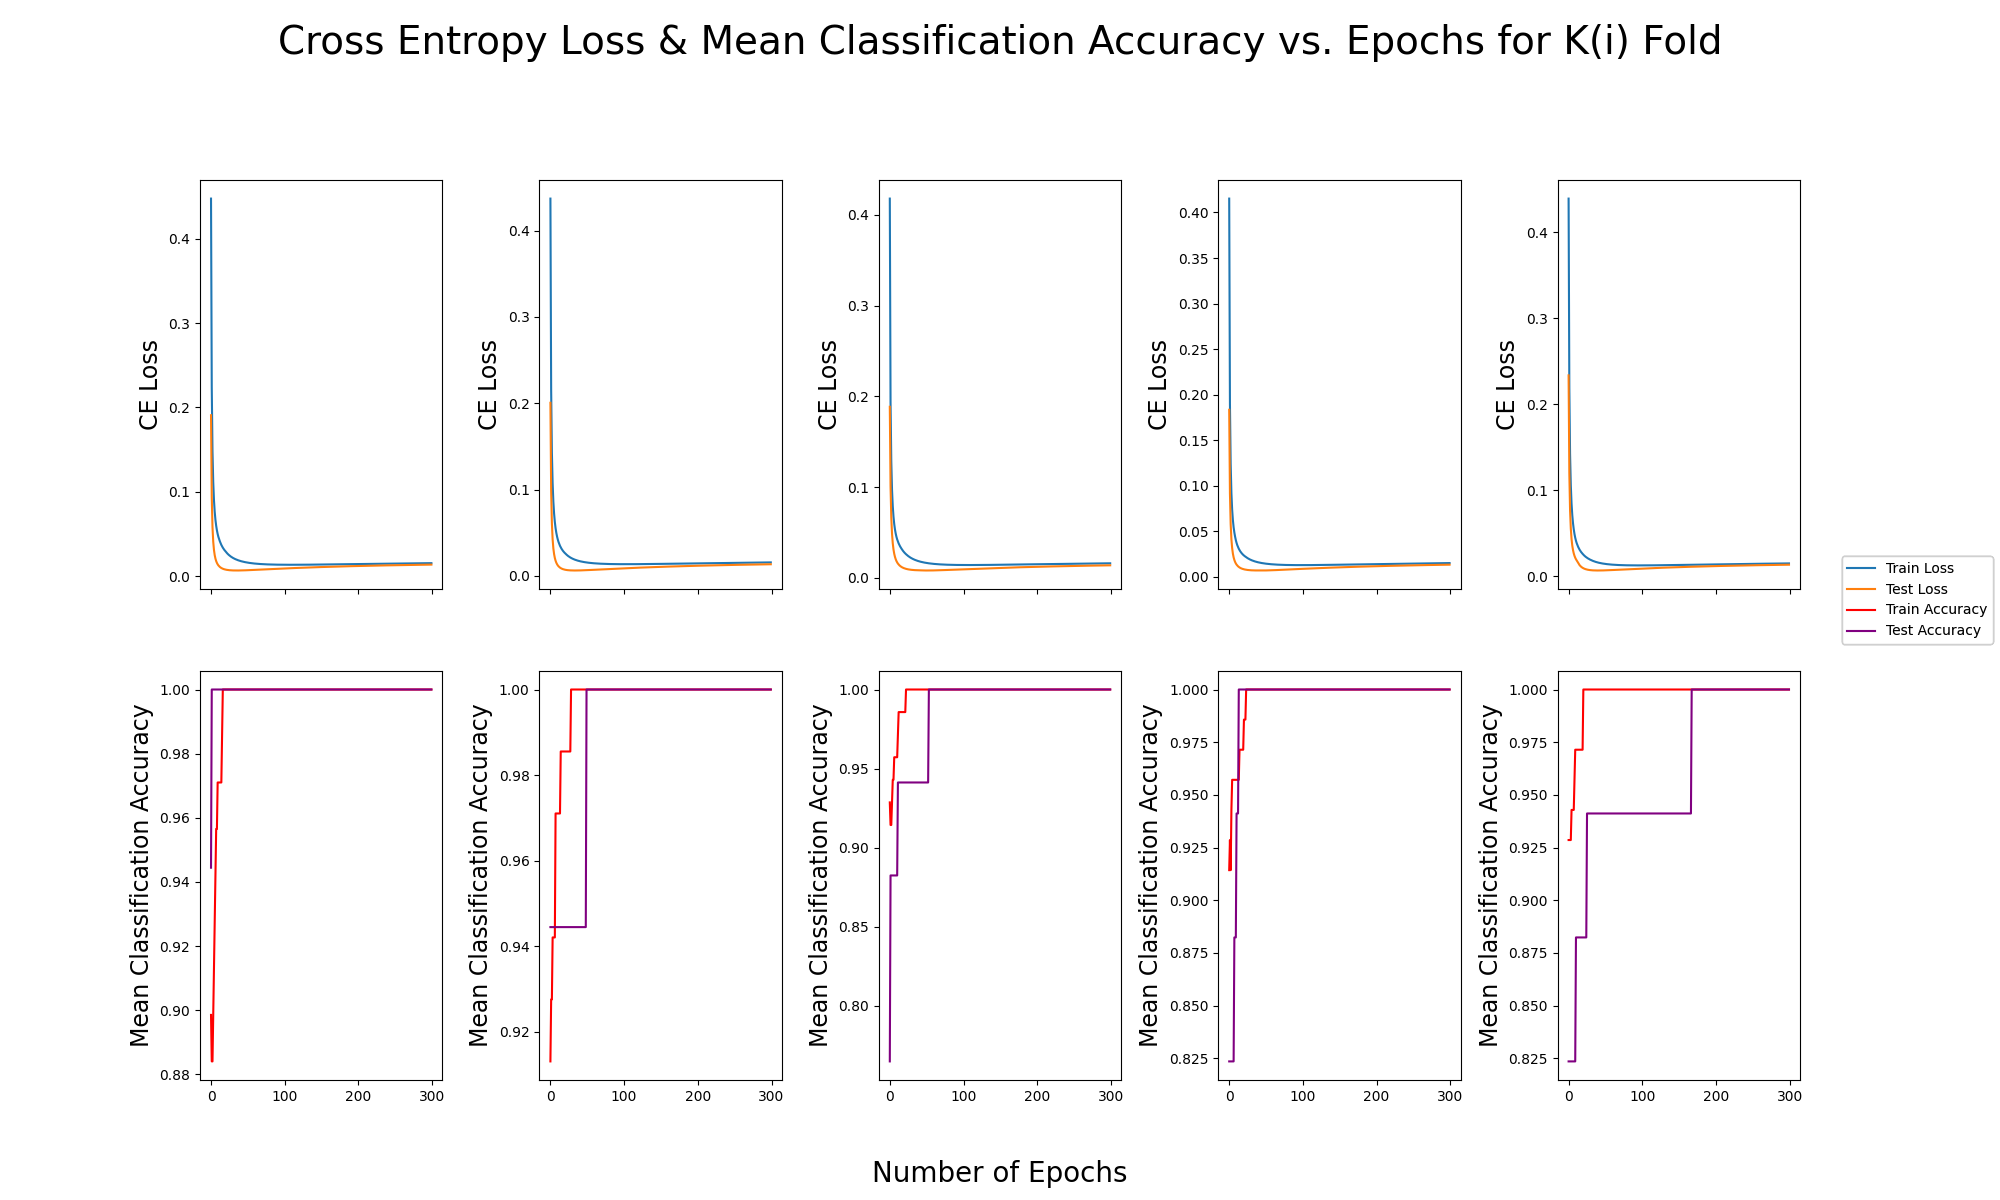 Cross Entropy Loss & Mean Classification Accuracy vs. Epochs for K(i) Fold
CE Loss
0.4
0.3
0.2
0.1
0.0
CE Loss
0.4
0.3
0.2
0.1
0.0
CE Loss
0.4
0.3
0.2
0.1
0.0
CE Loss
0.40
0.35
0.30
0.25
0.20
0.15
0.10
0.05
0.00
CE Loss
0.4
0.3
0.2
0.1
0.0
Train Loss
Test Loss
Train Accuracy
Test Accuracy
Mean Classification Accuracy
1.00
0.98
0.96
0.94
0.92
0.90
0.88
0 100 200 300
Mean Classification Accuracy
1.00
0.98
0.96
0.94
0.92
0 100 200 300
Mean Classification Accuracy
1.00
0.95
0.90
0.85
0.80
0 100 200 300
Mean Classification Accuracy
1.000
0.975
0.950
0.925
0.900
0.875
0.850
0.825
0 100 200 300
Mean Classification Accuracy
1.000
0.975
0.950
0.925
0.900
0.875
0.850
0.825
0 100 200 300
Number of Epochs